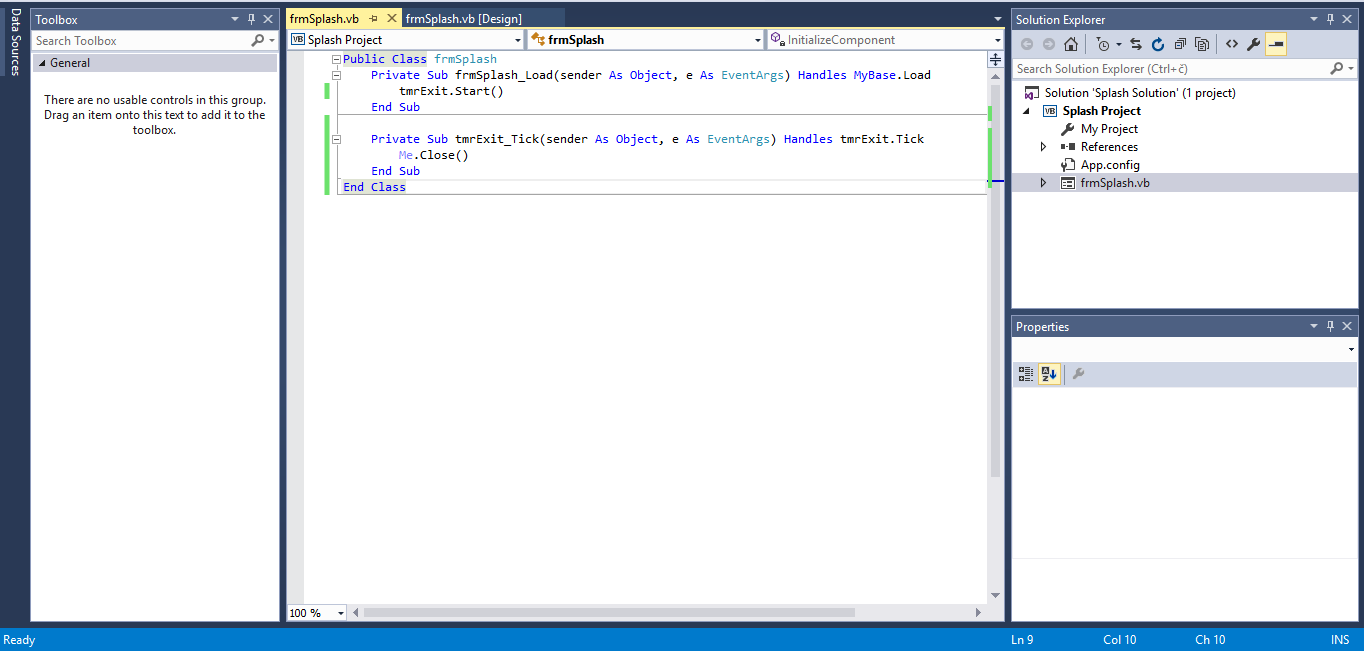 Data Sources
Toolbox
Search Toolbox
General
There are no usable controls in this group.
Drag an item onto this text to add it to the
toolbox.
frmSplash.vb
frmSplash.vb [Design]
VB Splash Project
frmSplash
InitializeComponent
Public Class frmSplash
Private Sub frmSplash_Load(sender As Object, e As EventArgs) Handles MyBase.Load
tmrExit.Start()
End Sub
Private Sub tmrExit_Tick(sender As Object, e As EventArgs) Handles tmrExit.Tick
Me.Close()
End Sub
End Class
100 %
Solution Explorer
Search Solution Explorer (Ctrl+č)
Solution 'Splash Solution' (1 project)
VB Splash Project
My Project
References
App.config
frmSplash.vb
Properties
AZ
Ready
Ln 9
Col 10
Ch 10
INS